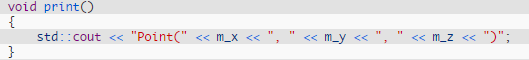 void print()
{
    std::cout << "Point(" << m_x << ", " << m_y << ", " << m_z << ")";
}